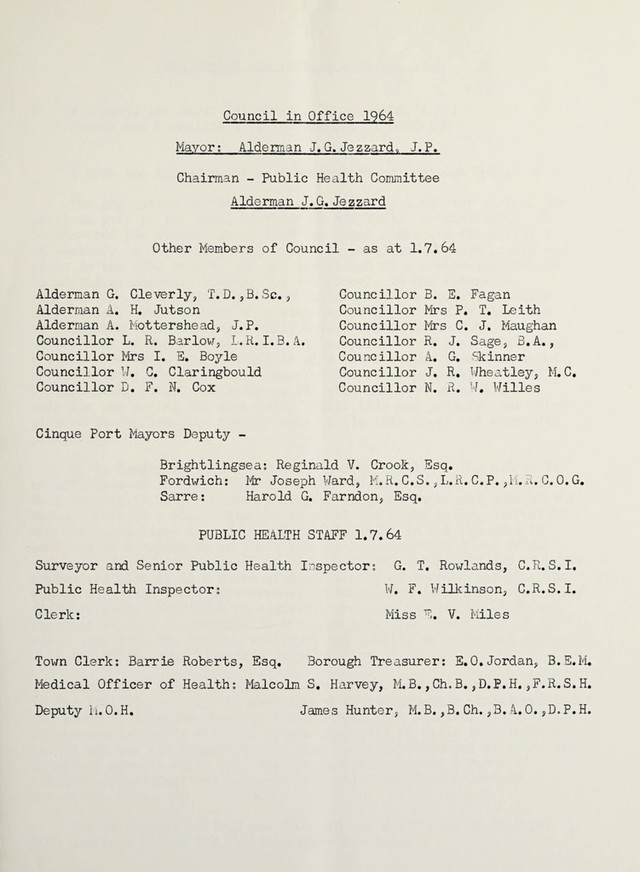 Council in Office 1964
Mayor: Alderman J.G.Jezzard, J.P.
Chairman - Public Health Committee
Alderman J.G.Jezzard
Other Members of Council - as at 1.7.64
Alderman G. Cleverly, T.D.,B.Sc.,
Alderman A. H. Jutson
Alderman A. Mottershead, J.P.
Councillor L. R. Barlow, L.R.I.B.A.
Councillor Mrs I. E. Boyle
Councillor W. C. Claringbould
Councillor D. F. N. Cox
Councillor B. E. Fagan
Councillor Mrs P. T. Leith
Councillor Mrs C. J. Maughan
Councillor R. J. Sage, B.A.,
Councillor A. G. Skinner
Councillor J. R. Wheatley, M.C.
Councillor N. R. W. Willes
Cinque Port Mayors Deputy -
Brightlingsea: Reginald V. Crook, Esq.
Fordwich: Mr Joseph Ward, M.R.C.S.,L.R.C.P.,M.R.C.O.G.
Sarre: Harold G. Farndon, Esq.
PUBLIC HEALTH STAFF 1.7.64
Surveyor and Senior Public Health Inspector: G. T. Rowlands, C.R.S.I.
Public Health Inspector: W. F. Wilkinson, C.R.S.I.
Clerk: Miss E. V. Miles
Town Clerk: Barrie Roberts, Esq. Borough Treasurer: E.O.Jordan, B.E.M.
Medical Officer of Health: Malcolm S. Harvey, M.B.,Ch.B.,D.P.H.,F.R.S.H.
Deputy M.O.H. James Hunter, M.B.,B.Ch.,B.A.O.,D.P.H.